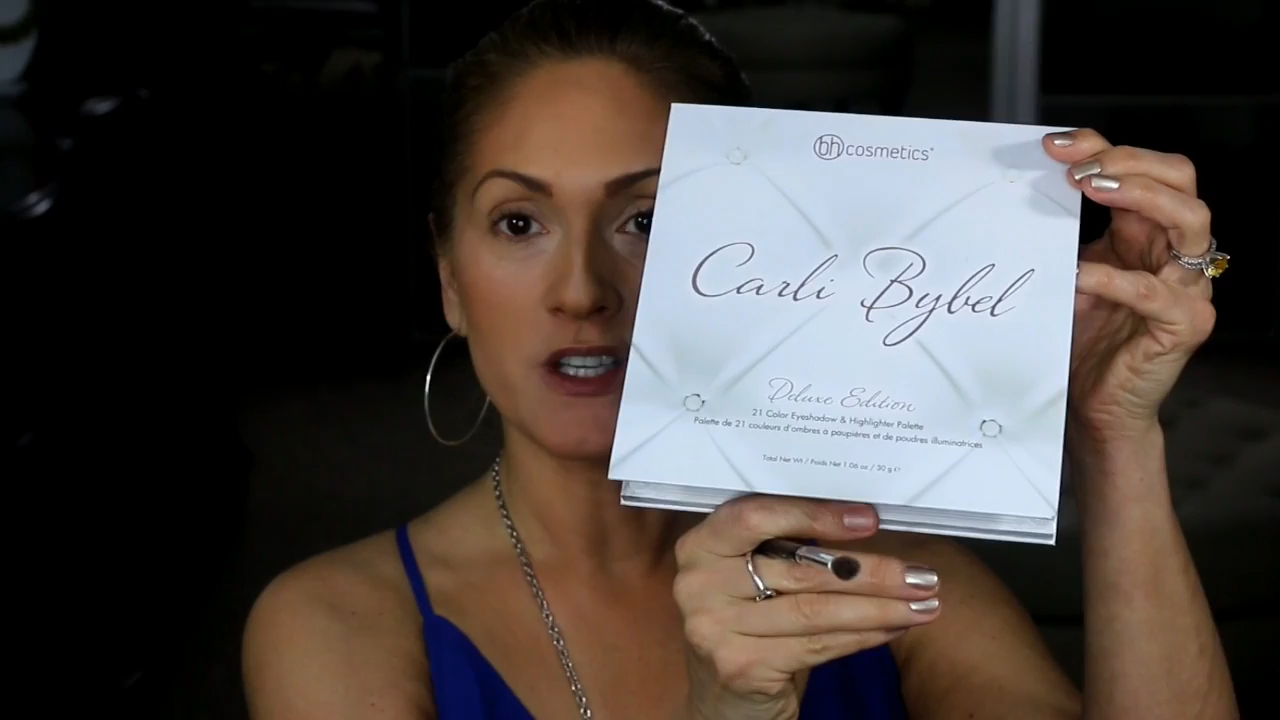 bh cosmetics®
Carli Bybel
Deluxe Edition
21 Color Eyeshadow & Highlighter Palette
Palette de 21 couleurs d'ombres à paupières et de poudres illuminatrices
Total Net Wt / Poids Net 1.06 oz / 30 g ℮